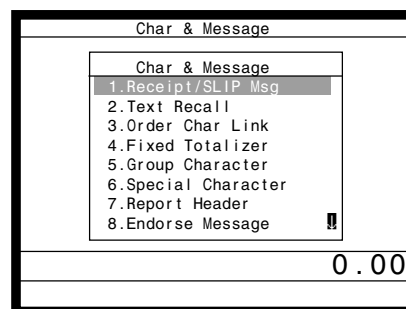 Char & Message
Char & Message
1.Receipt/SLIP Msg
2.Text Recall
3.Order Char Link
4.Fixed Totalizer
5.Group Character
6.Special Character
7.Report Header
8.Endorse Message
0.00